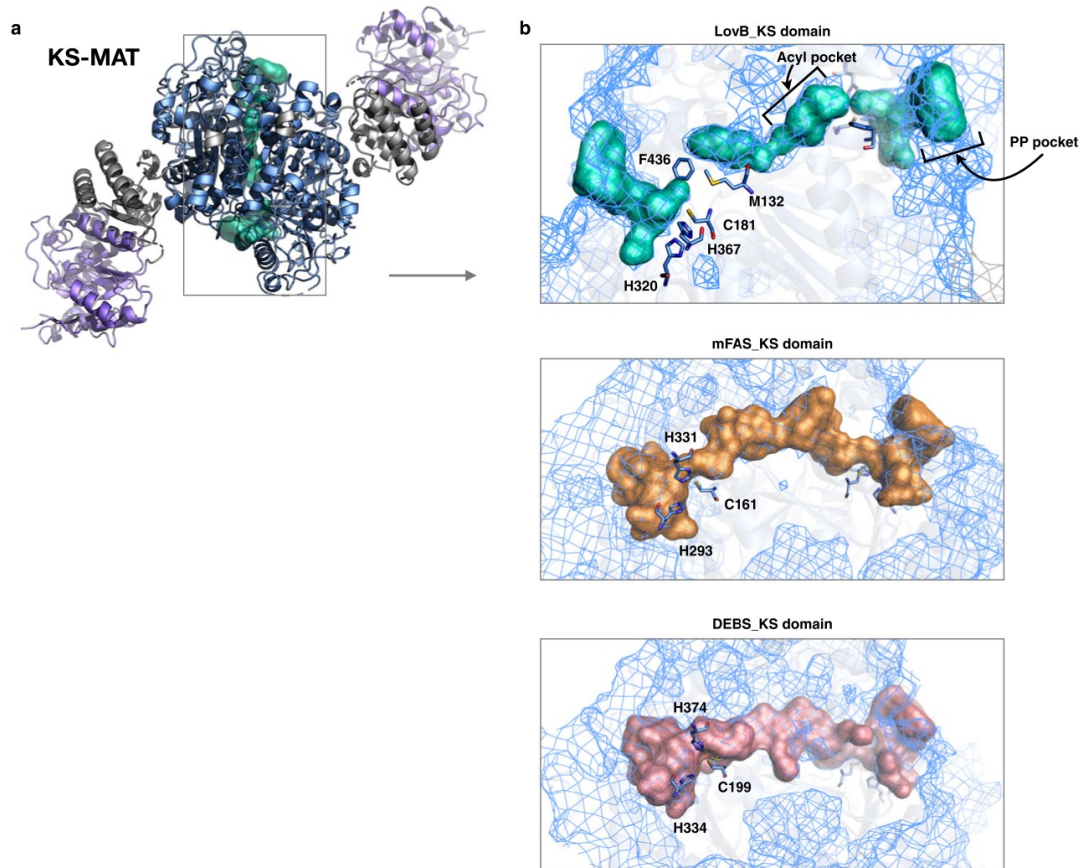 a
KS-MAT
b
LovB_KS domain
Acyl pocket
PP pocket
F436
M132
C181
H367
H320
mFAS_KS domain
H331
C161
H293
DEBS_KS domain
H374
C199
H334